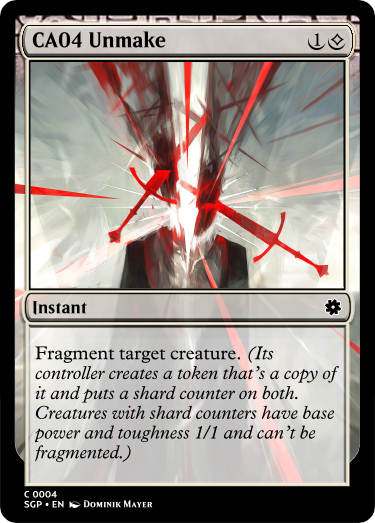 CA04 Unmake 1
Instant
Fragment target creature. (Its
controller creates a token that's a copy of
it and puts a shard counter on both.
Creatures with shard counters have base
power and toughness 1/1 and can't be
fragmented.)
C 0004
SGP • EN DOMINIK MAYER